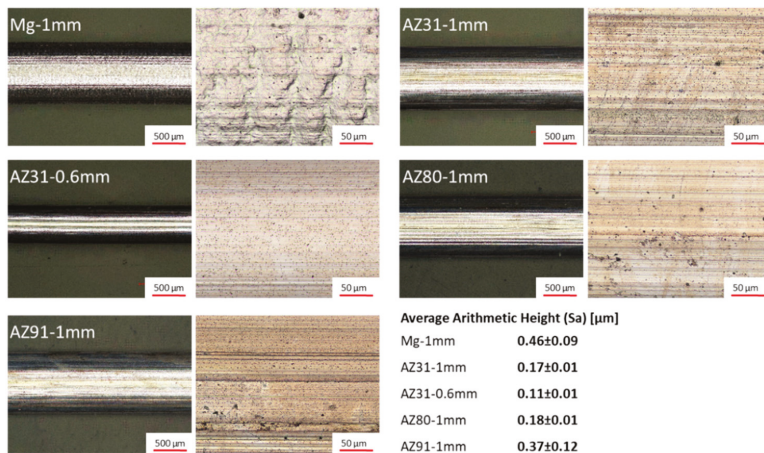 Mg-1mm
500 µm
50 µm
AZ31-1mm
500 µm
50 µm
AZ31-0.6mm
500 µm
50 µm
AZ80-1mm
500 µm
50 µm
AZ91-1mm
500 µm
50 µm
Average Arithmetic Height (Sa) [µm]
Mg-1mm 0.46±0.09
AZ31-1mm 0.17±0.01
AZ31-0.6mm 0.11±0.01
AZ80-1mm 0.18±0.01
AZ91-1mm 0.37±0.12